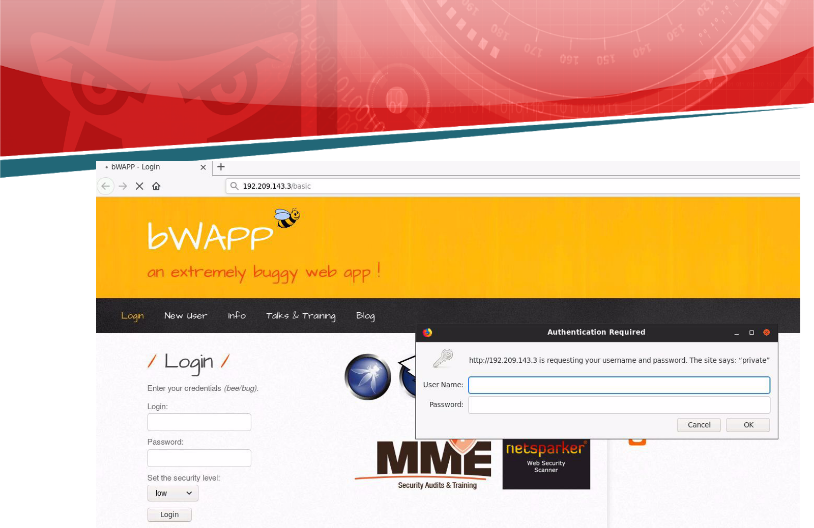 bWAPP - Login
192.209.143.3/basic
bWAPP
an extremely buggy web app !
Login New User Info Talks & Training Blog
Authentication Required
http://192.209.143.3 is requesting your username and password. The site says: "private"
User Name:
Password:
Cancel OK
/ Login /
Enter your credentials (bee/bug).
Login:
Password:
Set the security level:
low
Login
MME
Security Audits & Training
netsparker
Web Security
Scanner